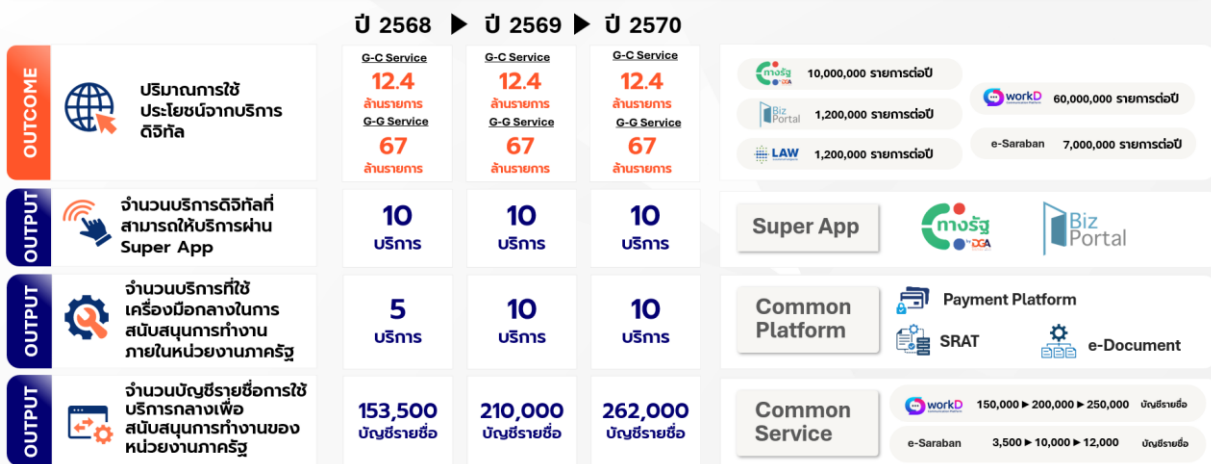 ปี 2568 ▶ ปี 2569 ▶ ปี 2570
OUTCOME
ปริมาณการใช้
ประโยชน์จากบริการ
ดิจิทัล
G-C Service
12.4
ล้านรายการ
G-G Service
67
ล้านรายการ
G-C Service
12.4
ล้านรายการ
G-G Service
67
ล้านรายการ
G-C Service
12.4
ล้านรายการ
G-G Service
67
ล้านรายการ
ทางรัฐ 10,000,000 รายการต่อปี
Biz Portal 1,200,000 รายการต่อปี
LAW 1,200,000 รายการต่อปี
workD 60,000,000 รายการต่อปี
e-Saraban 7,000,000 รายการต่อปี
OUTPUT
จำนวนบริการดิจิทัลที่
สามารถให้บริการผ่าน
Super App
10
บริการ
10
บริการ
10
บริการ
Super App
ทางรัฐ
by DGA
Biz
Portal
OUTPUT
จำนวนบริการที่ใช้
เครื่องมือกลางในการ
สนับสนุนการทำงาน
ภายในหน่วยงานภาครัฐ
5
บริการ
10
บริการ
10
บริการ
Common
Platform
Payment Platform
SRAT
e-Document
OUTPUT
จำนวนบัญชีรายชื่อการใช้
บริการกลางเพื่อ
สนับสนุนการทำงานของ
หน่วยงานภาครัฐ
153,500
บัญชีรายชื่อ
210,000
บัญชีรายชื่อ
262,000
บัญชีรายชื่อ
Common
Service
workD 150,000 ▶ 200,000 ▶ 250,000 บัญชีรายชื่อ
e-Saraban 3,500 ▶ 10,000 ▶ 12,000 บัญชีรายชื่อ